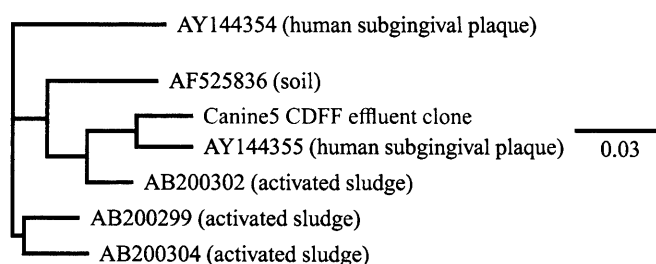 AY144354 (human subgingival plaque)
AF525836 (soil)
Canine5 CDFF effluent clone
AY144355 (human subgingival plaque)
0.03
AB200302 (activated sludge)
AB200299 (activated sludge)
AB200304 (activated sludge)